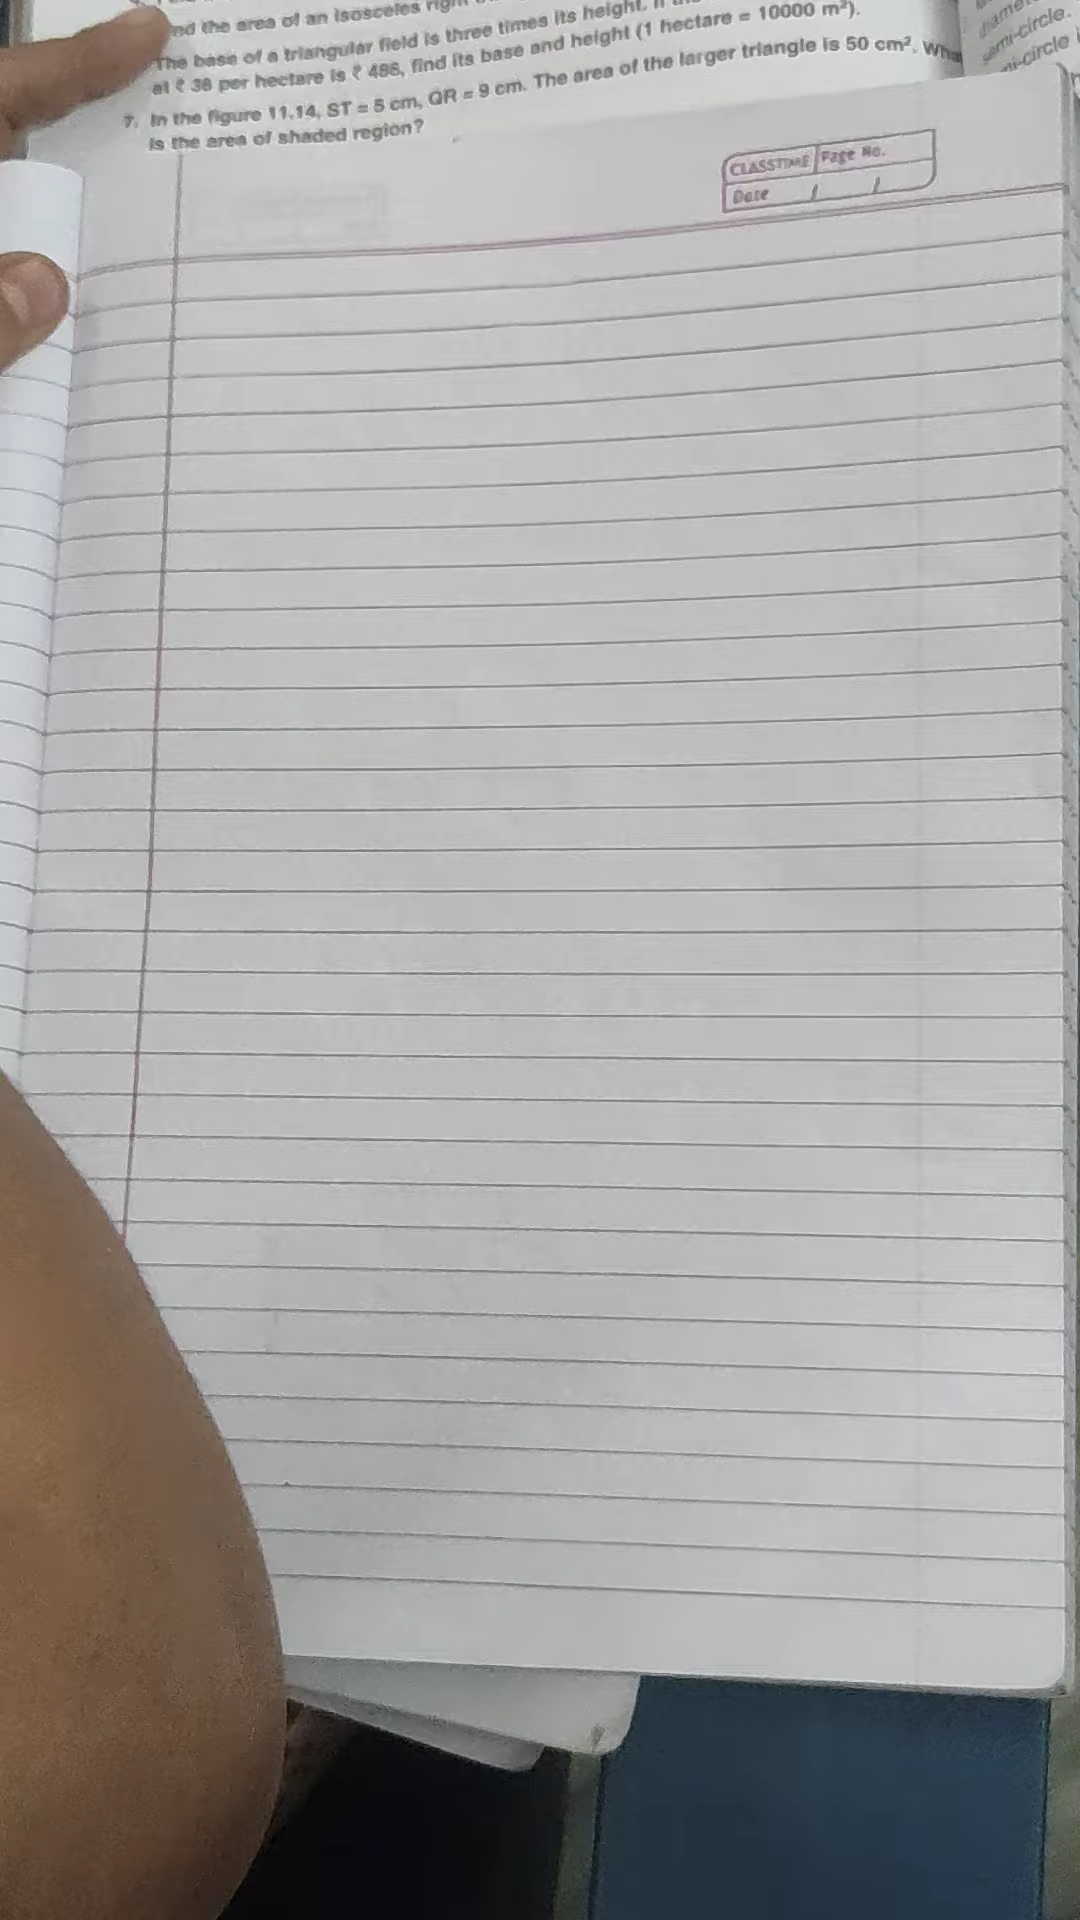 nd the area of an isosceles
The base of a triangular field is three times its height.
at ₹ 36 per hectare is ₹ 486, find its base and height (1 hectare = 10000 m²).
7. In the figure 11.14, ST = 5 cm, QR = 9 cm. The area of the larger triangle is 50 cm². Wha
is the area of shaded region?
semi-circle.
CLASSTIME Page No.
Date / /